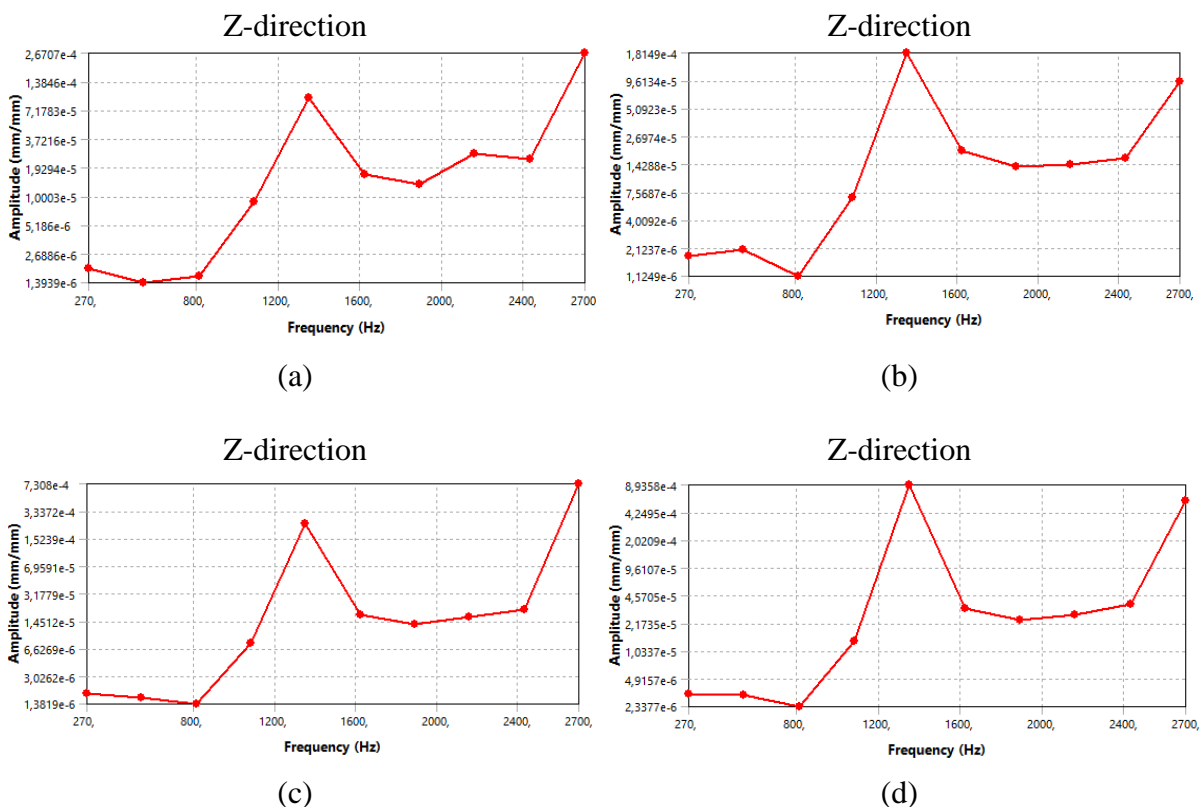 Z-direction
2,6707e-4
1,3846e-4
7,1783e-5
3,7216e-5
1,9294e-5
1,0003e-5
5,186e-6
2,6886e-6
1,3939e-6
Amplitude (mm/mm)
270, 800, 1200, 1600, 2000, 2400, 2700
Frequency (Hz)
(a)
Z-direction
1,8149e-4
9,6134e-5
5,0923e-5
2,6974e-5
1,4288e-5
7,5687e-6
4,0092e-6
2,1237e-6
1,1249e-6
Amplitude (mm/mm)
270, 800, 1200, 1600, 2000, 2400, 2700,
Frequency (Hz)
(b)
Z-direction
7,308e-4
3,3372e-4
1,5239e-4
6,9591e-5
3,1779e-5
1,4512e-5
6,6269e-6
3,0262e-6
1,3819e-6
Amplitude (mm/mm)
270, 800, 1200, 1600, 2000, 2400, 2700,
Frequency (Hz)
(c)
Z-direction
8,9358e-4
4,2495e-4
2,0209e-4
9,6107e-5
4,5705e-5
2,1735e-5
1,0337e-5
4,9157e-6
2,3377e-6
Amplitude (mm/mm)
270, 800, 1200, 1600, 2000, 2400, 2700,
Frequency (Hz)
(d)